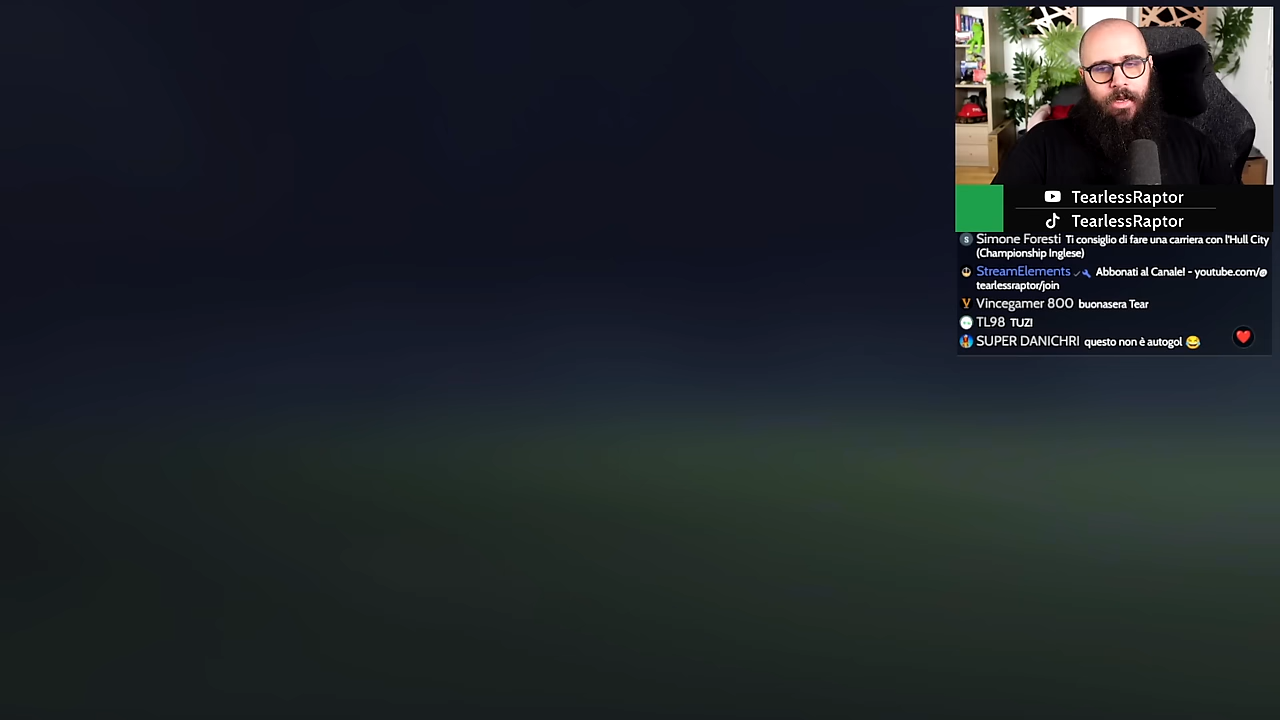 TearlessRaptor
TearlessRaptor
S Simone Foresti Ti consiglio di fare una carriera con l'Hull City
(Championship Inglese)
StreamElements Abbonati al Canale! - youtube.com/@
tearlessraptor/join
V Vincegamer 800 buonasera Tear
TL98 TUZI
SUPER DANICHRI questo non è autogol 😂